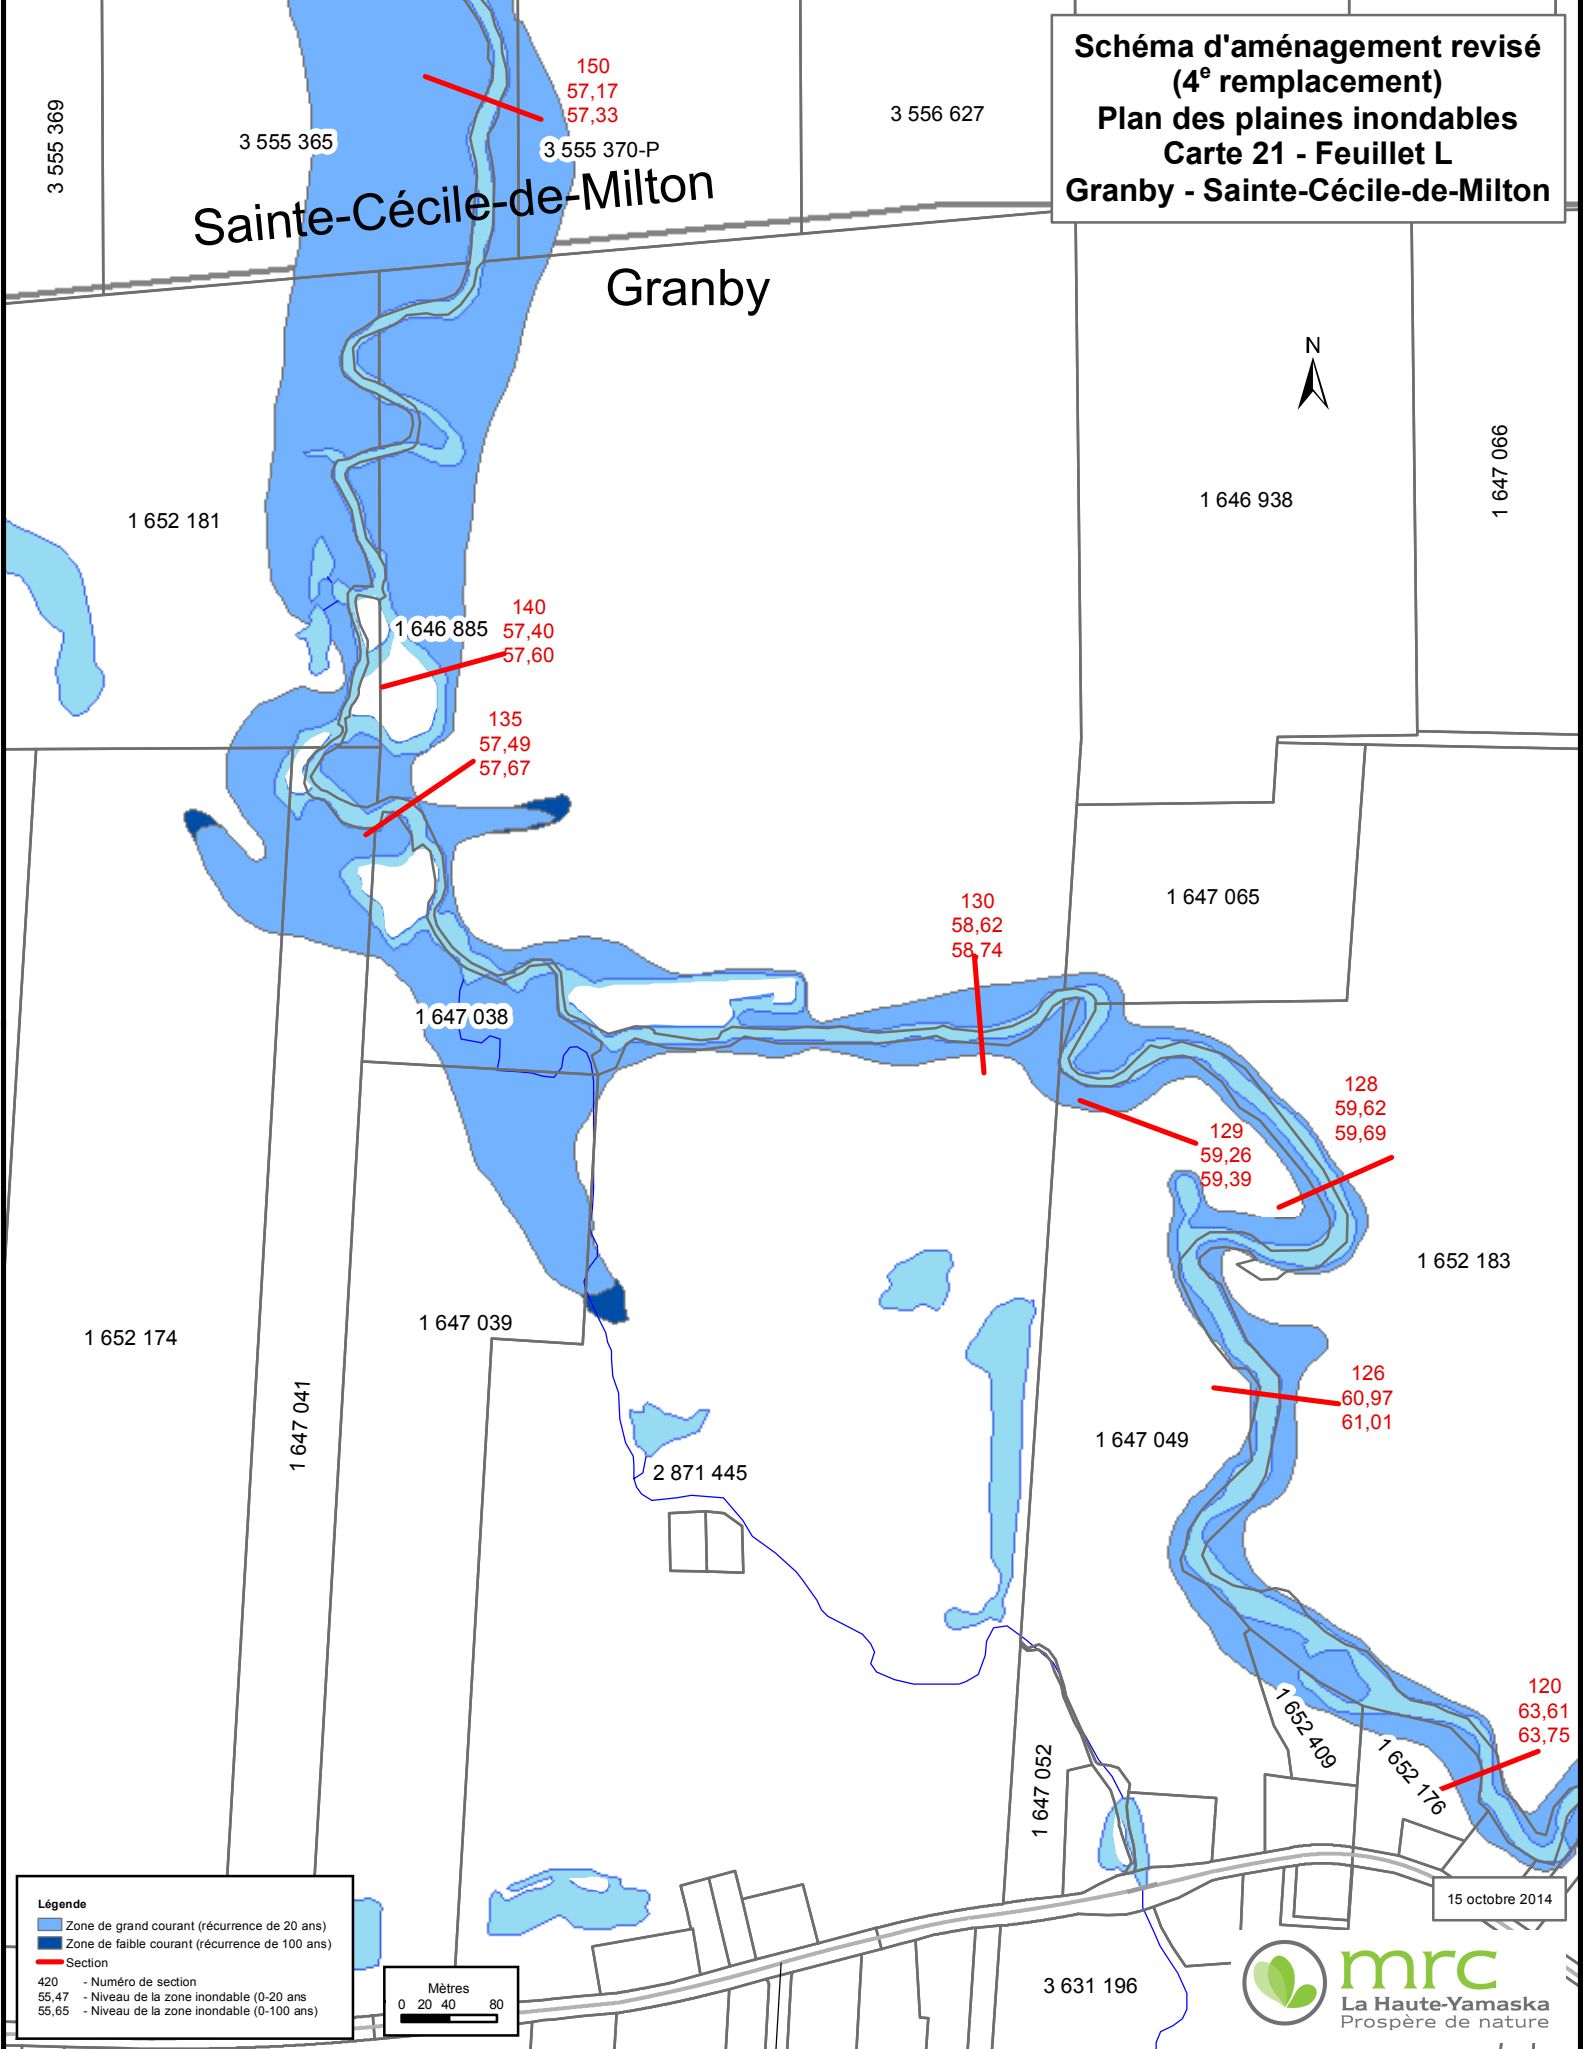 Schéma d'aménagement revisé
(4e remplacement)
Plan des plaines inondables
Carte 21 - Feuillet L
Granby - Sainte-Cécile-de-Milton
150
57,17
57,33
3 555 369
3 555 365
3 555 370-P
3 556 627
Sainte-Cécile-de-Milton
Granby
N
1 652 181
1 646 938
1 647 066
140
57,40
57,60
1 646 885
135
57,49
57,67
130
58,62
58,74
1 647 065
1 647 038
128
59,62
59,69
129
59,26
59,39
1 652 183
1 652 174
1 647 039
1 647 041
126
60,97
61,01
1 647 049
2 871 445
120
63,61
63,75
1 652 409
1 652 176
1 647 052
3 631 196
Légende
Zone de grand courant (récurrence de 20 ans)
Zone de faible courant (récurrence de 100 ans)
Section
420 - Numéro de section
55,47 - Niveau de la zone inondable (0-20 ans
55,65 - Niveau de la zone inondable (0-100 ans)
Mètres
0 20 40 80
15 octobre 2014
mrc
La Haute-Yamaska
Prospère de nature